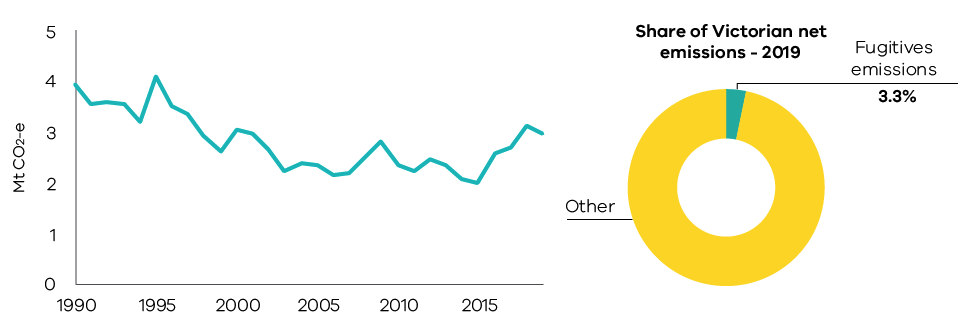 5
4
3
2
1
0
Mt CO2-e
1990
1995
2000
2005
2010
2015
Share of Victorian net
emissions - 2019
Fugitives
emissions
3.3%
Other